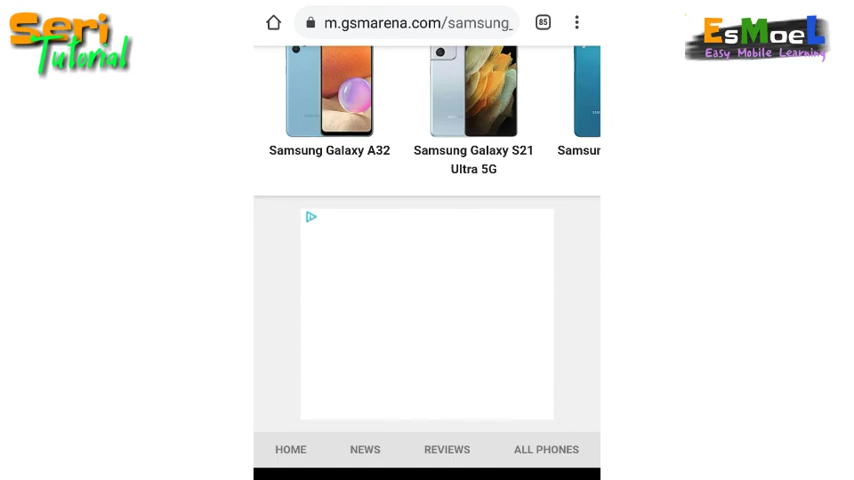 Seri
Tutorial
EsMoeL
Easy Mobile Learning
m.gsmarena.com/samsung_
85
Samsung Galaxy A32
Samsung Galaxy S21
Ultra 5G
Samsun
HOME
NEWS
REVIEWS
ALL PHONES